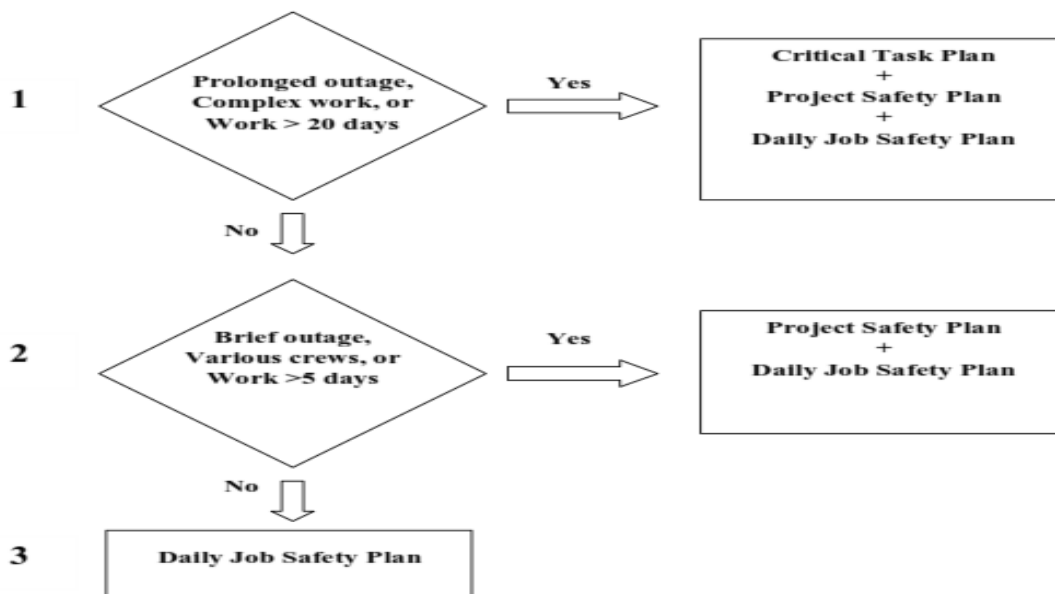 1
Prolonged outage,
Complex work, or
Work > 20 days
Yes
Critical Task Plan
+
Project Safety Plan
+
Daily Job Safety Plan
No
2
Brief outage,
Various crews, or
Work >5 days
Yes
Project Safety Plan
+
Daily Job Safety Plan
No
3
Daily Job Safety Plan